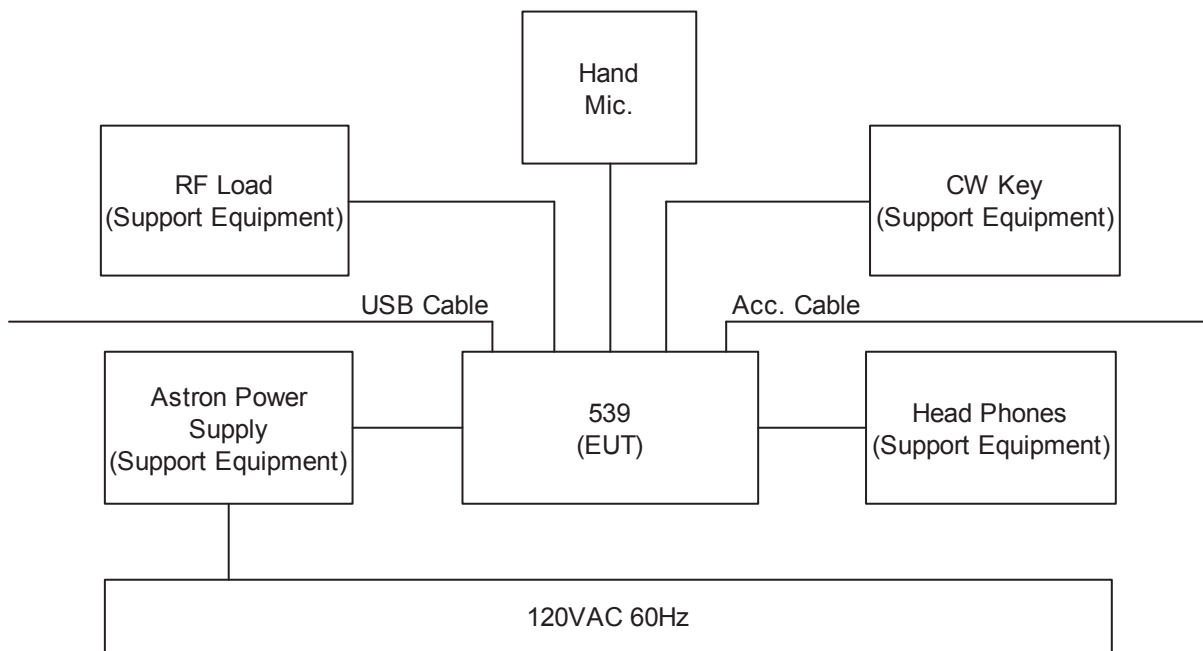 Hand
Mic.
RF Load
(Support Equipment)
CW Key
(Support Equipment)
USB Cable
Acc. Cable
Astron Power
Supply
(Support Equipment)
539
(EUT)
Head Phones
(Support Equipment)
120VAC 60Hz